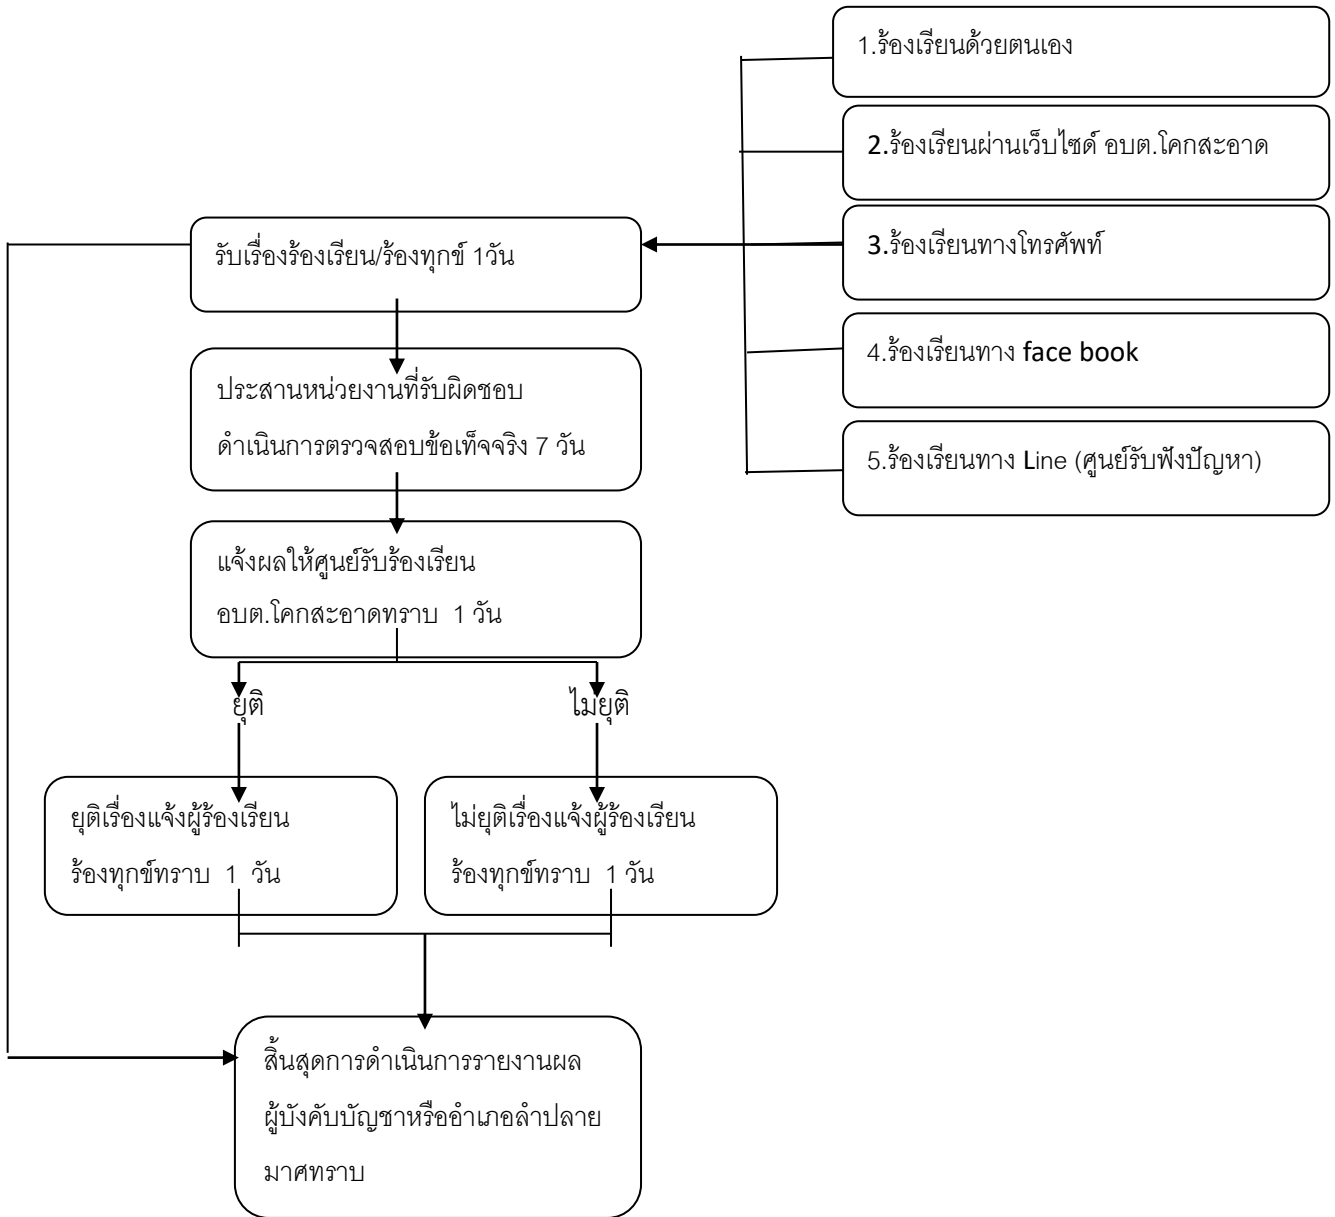 1.ร้องเรียนด้วยตนเอง
2.ร้องเรียนผ่านเว็บไซด์ อบต.โคกสะอาด
3.ร้องเรียนทางโทรศัพท์
4.ร้องเรียนทาง face book
5.ร้องเรียนทาง Line (ศูนย์รับฟังปัญหา)
รับเรื่องร้องเรียน/ร้องทุกข์ 1วัน
ประสานหน่วยงานที่รับผิดชอบ
ดำเนินการตรวจสอบข้อเท็จจริง 7 วัน
แจ้งผลให้ศูนย์รับร้องเรียน
อบต.โคกสะอาดทราบ 1 วัน
ยุติ
ไม่ยุติ
ยุติเรื่องแจ้งผู้ร้องเรียน
ร้องทุกข์ทราบ 1 วัน
ไม่ยุติเรื่องแจ้งผู้ร้องเรียน
ร้องทุกข์ทราบ 1 วัน
สิ้นสุดการดำเนินการรายงานผล
ผู้บังคับบัญชาหรืออำเภอลำปลาย
มาศทราบ